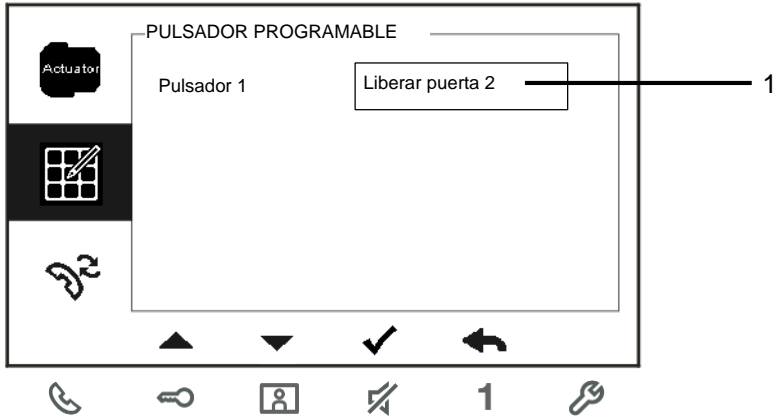 PULSADOR PROGRAMABLE
Actuator
Pulsador 1
Liberar puerta 2
1
1